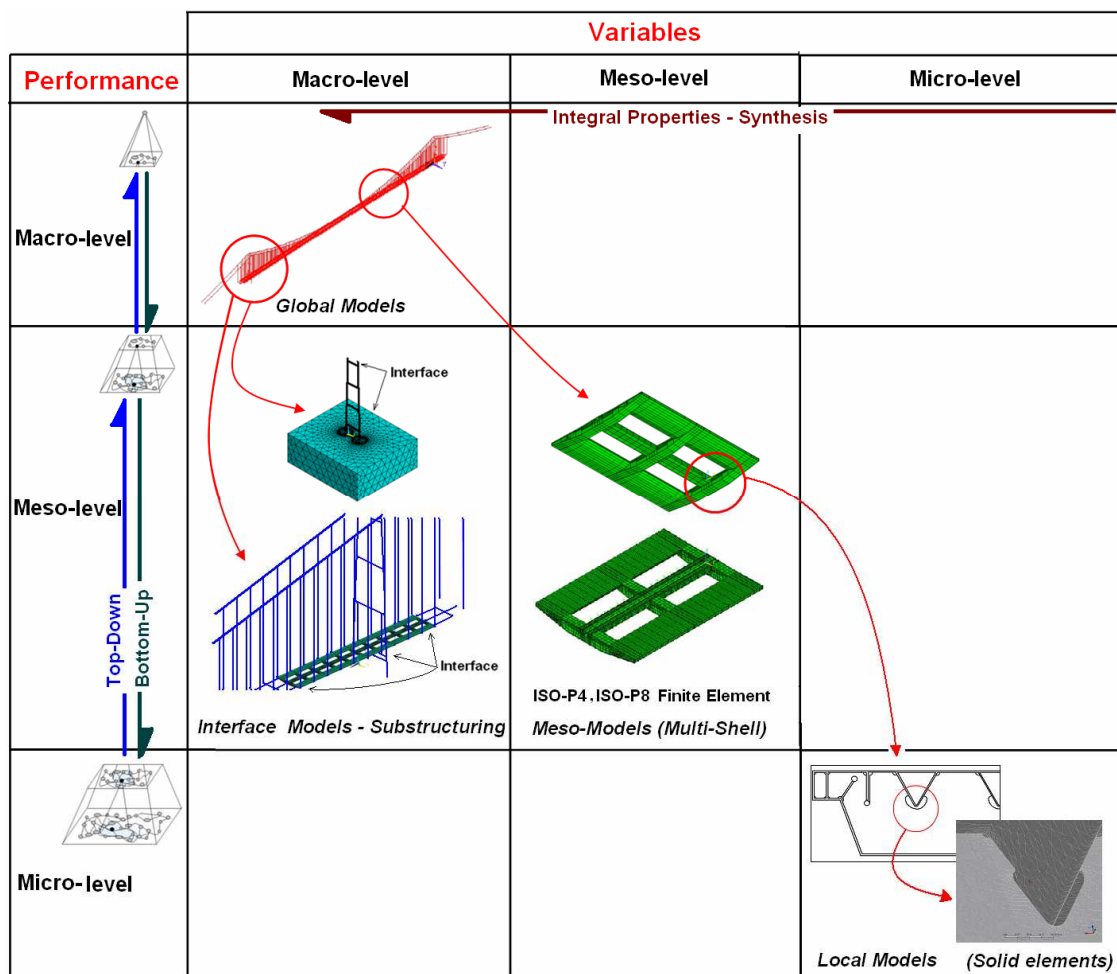 Variables
Performance
Macro-level
Meso-level
Micro-level
Integral Properties - Synthesis
Macro-level
Global Models
Interface
Meso-level
Top-Down
Bottom-Up
Interface
ISO-P4, ISO-P8 Finite Element
Interface Models - Substructuring
Meso-Models (Multi-Shell)
Micro-level
Local Models
(Solid elements)